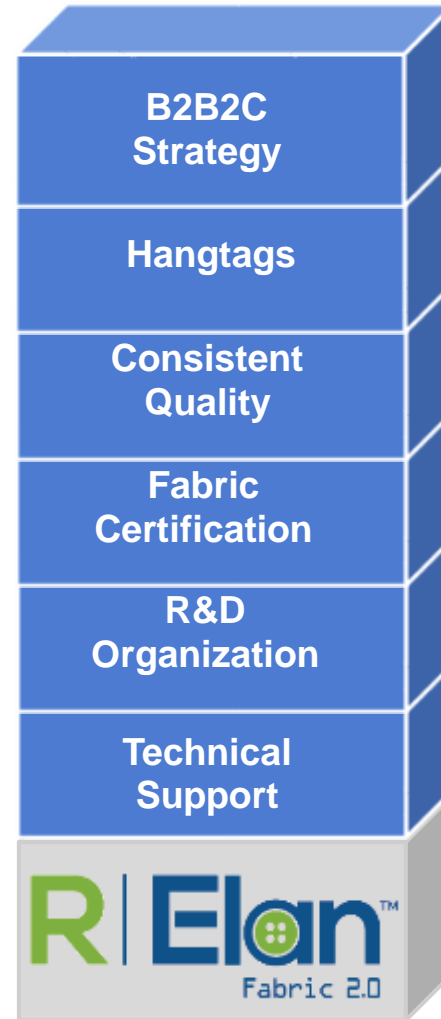 B2B2C
Strategy
Hangtags
Consistent
Quality
Fabric
Certification
R&D
Organization
Technical
Support
R|Elan™
Fabric 2.0